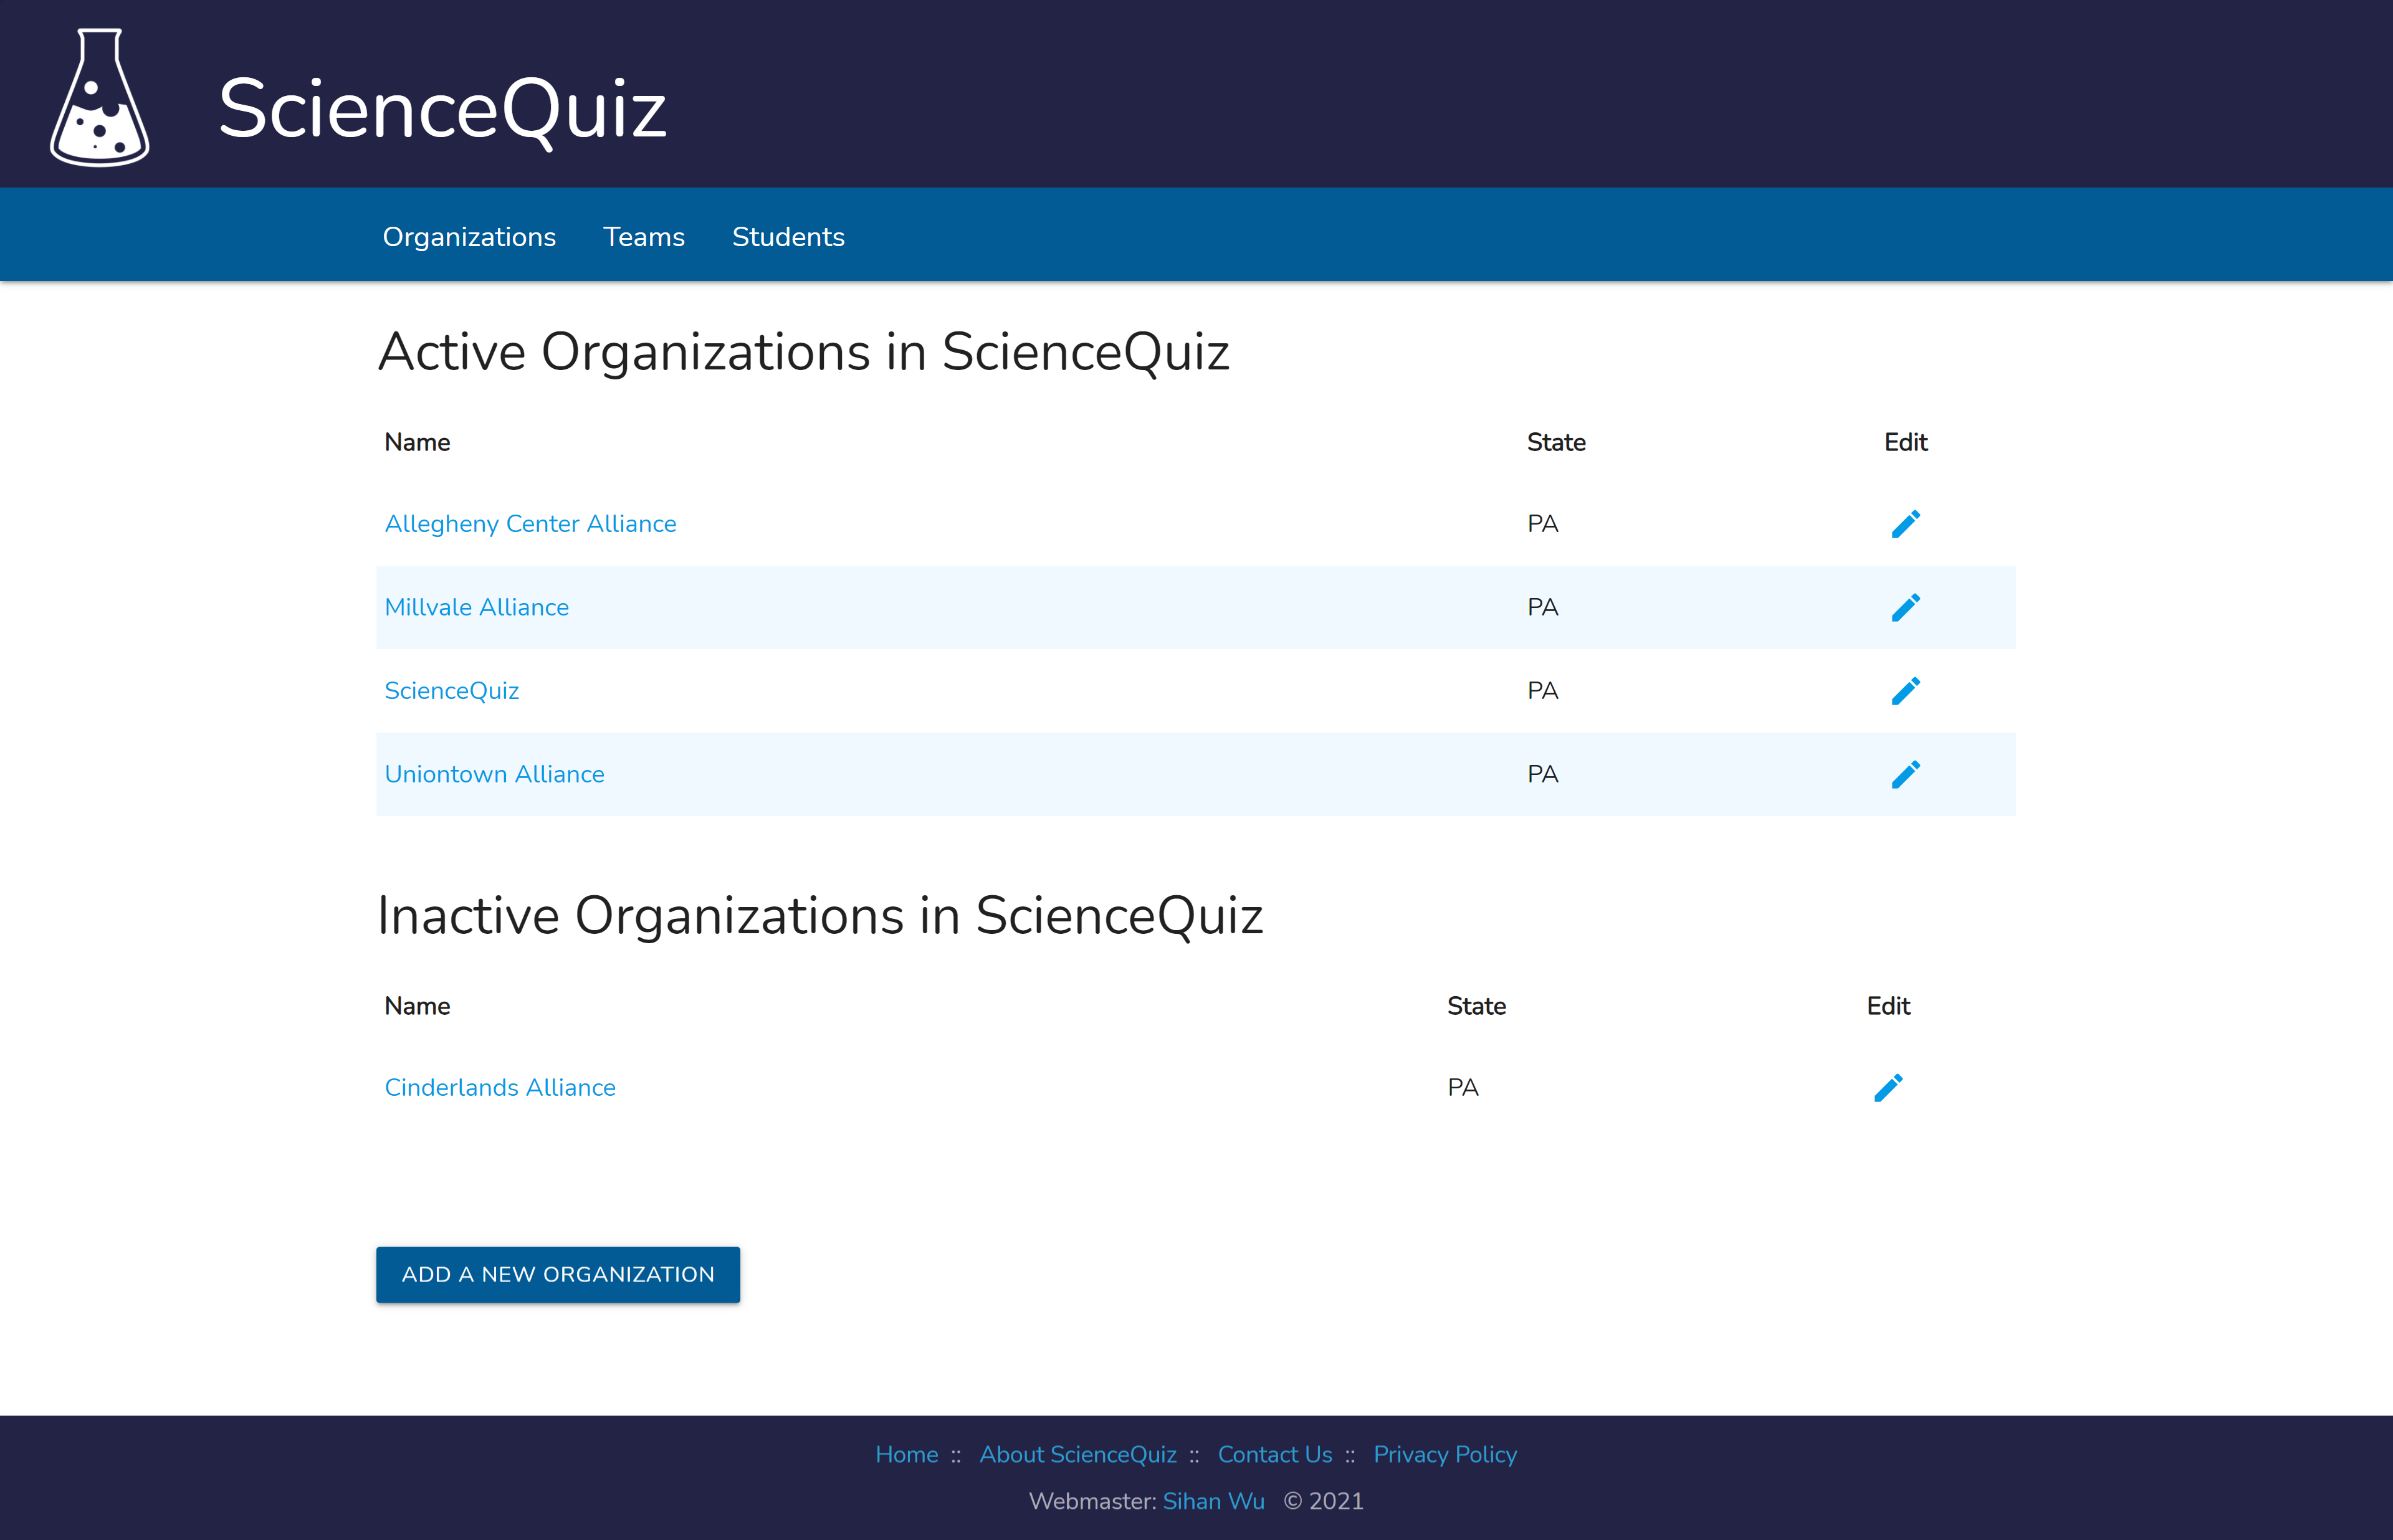 ScienceQuiz
Organizations Teams Students
Active Organizations in ScienceQuiz
Name State Edit
Allegheny Center Alliance PA
Millvale Alliance PA
ScienceQuiz PA
Uniontown Alliance PA
Inactive Organizations in ScienceQuiz
Name State Edit
Cinderlands Alliance PA
ADD A NEW ORGANIZATION
Home :: About ScienceQuiz :: Contact Us :: Privacy Policy
Webmaster: Sihan Wu © 2021